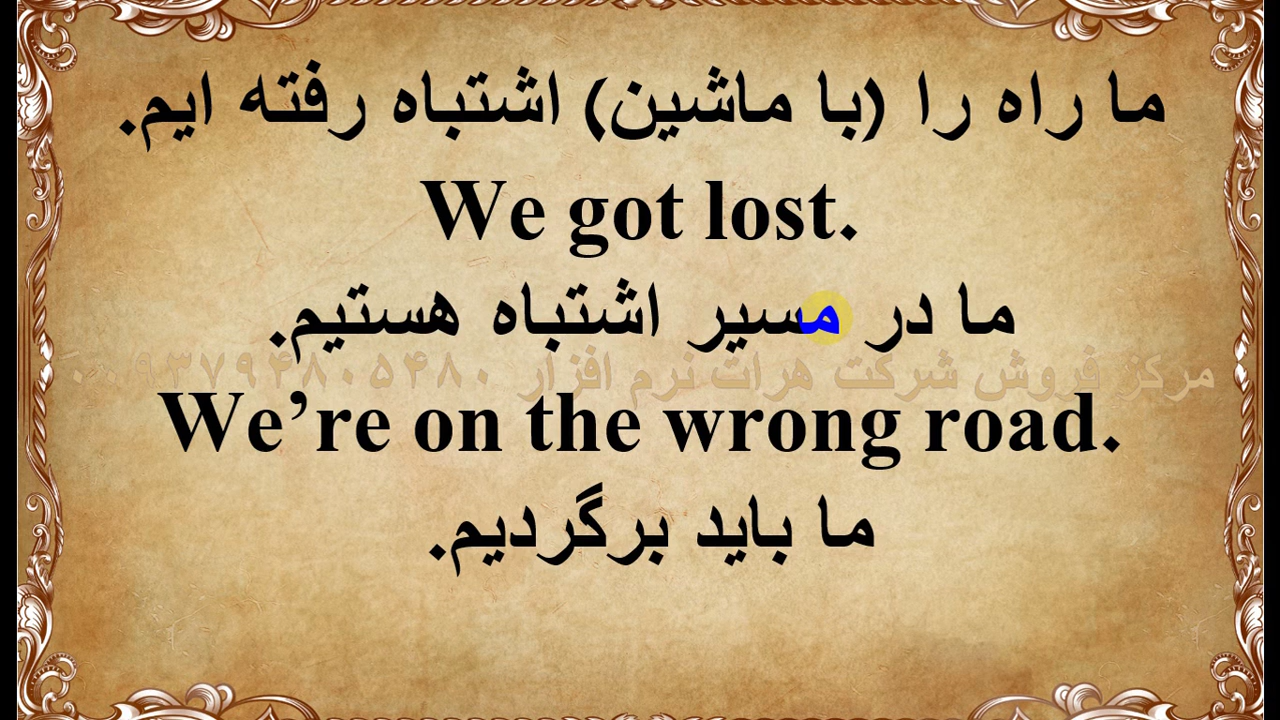 ما راه را (با ماشین) اشتباه رفته ایم.
We got lost.
ما در مسیر اشتباه هستیم.
مرکز فروش شرکت هرات نرم افزار
We’re on the wrong road.
ما باید برگردیم.